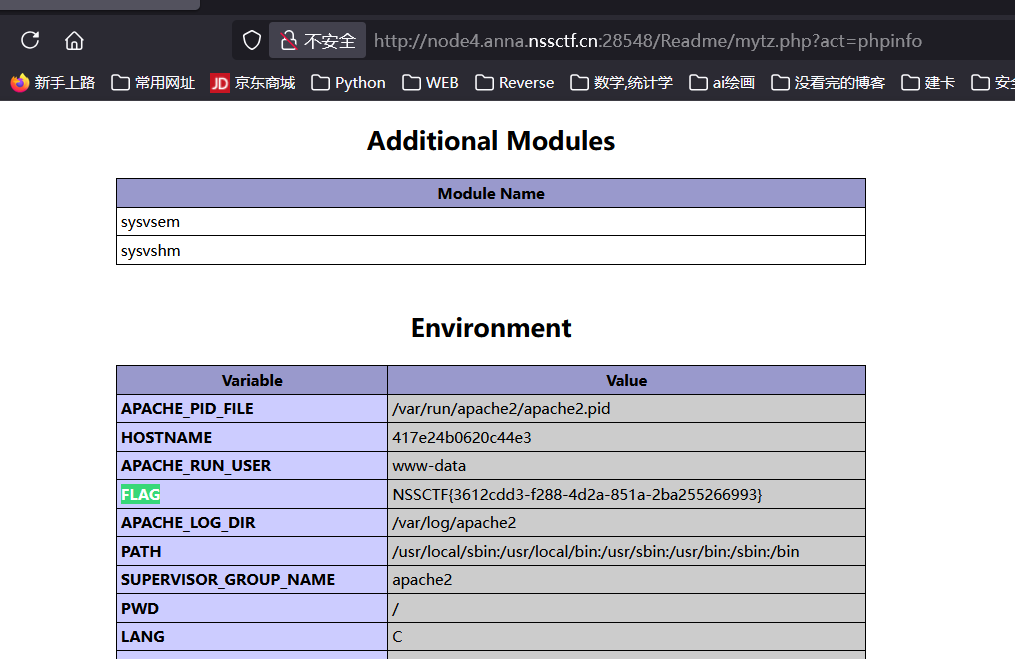 不安全 http://node4.anna.nssctf.cn:28548/Readme/mytz.php?act=phpinfo
新手上路 常用网址 JD 京东商城 Python WEB Reverse 数学,统计学 ai绘画 没看完的博客 建卡 安全
Additional Modules
Module Name
sysvsem
sysvshm
Environment
Variable Value
APACHE_PID_FILE /var/run/apache2/apache2.pid
HOSTNAME 417e24b0620c44e3
APACHE_RUN_USER www-data
FLAG NSSCTF{3612cdd3-f288-4d2a-851a-2ba255266993}
APACHE_LOG_DIR /var/log/apache2
PATH /usr/local/sbin:/usr/local/bin:/usr/sbin:/usr/bin:/sbin:/bin
SUPERVISOR_GROUP_NAME apache2
PWD /
LANG C